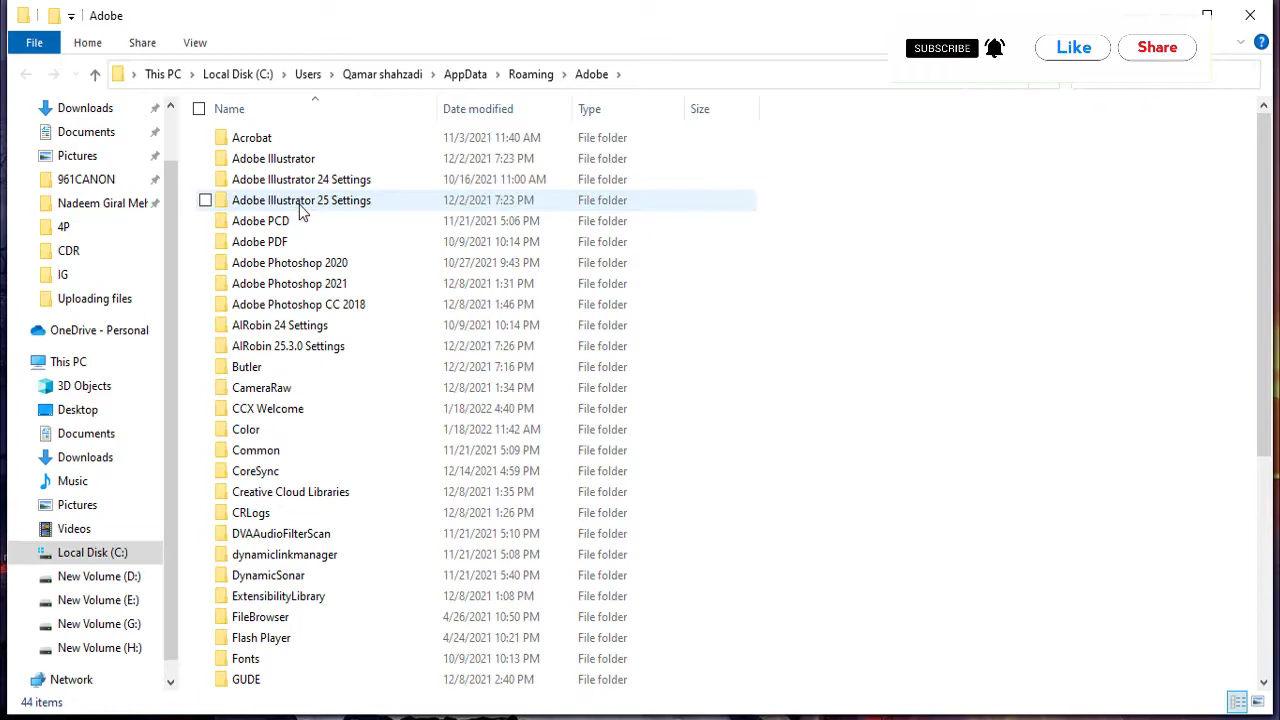 Adobe
File Home Share View
SUBSCRIBE Like Share
This PC Local Disk (C:) Users Qamar shahzadi AppData Roaming Adobe
Name Date modified Type Size
Downloads
Documents
Pictures
961CANON
Nadeem Giral Meh
4P
CDR
IG
Uploading files
OneDrive - Personal
This PC
3D Objects
Desktop
Documents
Downloads
Music
Pictures
Videos
Local Disk (C:)
New Volume (D:)
New Volume (E:)
New Volume (G:)
New Volume (H:)
Network
Acrobat 11/3/2021 11:40 AM File folder
Adobe Illustrator 12/2/2021 7:23 PM File folder
Adobe Illustrator 24 Settings 10/16/2021 11:00 AM File folder
Adobe Illustrator 25 Settings 12/2/2021 7:23 PM File folder
Adobe PCD 11/21/2021 5:06 PM File folder
Adobe PDF 10/9/2021 10:14 PM File folder
Adobe Photoshop 2020 10/27/2021 9:43 PM File folder
Adobe Photoshop 2021 12/8/2021 1:31 PM File folder
Adobe Photoshop CC 2018 12/8/2021 1:46 PM File folder
AIRobin 24 Settings 10/9/2021 10:14 PM File folder
AIRobin 25.3.0 Settings 12/2/2021 7:26 PM File folder
Butler 12/2/2021 7:16 PM File folder
CameraRaw 12/8/2021 1:34 PM File folder
CCX Welcome 1/18/2022 4:40 PM File folder
Color 1/18/2022 11:42 AM File folder
Common 11/21/2021 5:09 PM File folder
CoreSync 12/14/2021 4:59 PM File folder
Creative Cloud Libraries 12/8/2021 1:35 PM File folder
CRLogs 12/8/2021 1:26 PM File folder
DVAAudioFilterScan 11/21/2021 5:10 PM File folder
dynamiclinkmanager 11/21/2021 5:08 PM File folder
DynamicSonar 11/21/2021 5:40 PM File folder
ExtensibilityLibrary 12/8/2021 1:08 PM File folder
FileBrowser 4/26/2021 10:50 PM File folder
Flash Player 4/24/2021 10:21 PM File folder
Fonts 10/9/2021 10:13 PM File folder
GUDE 12/8/2021 2:40 PM File folder
44 items